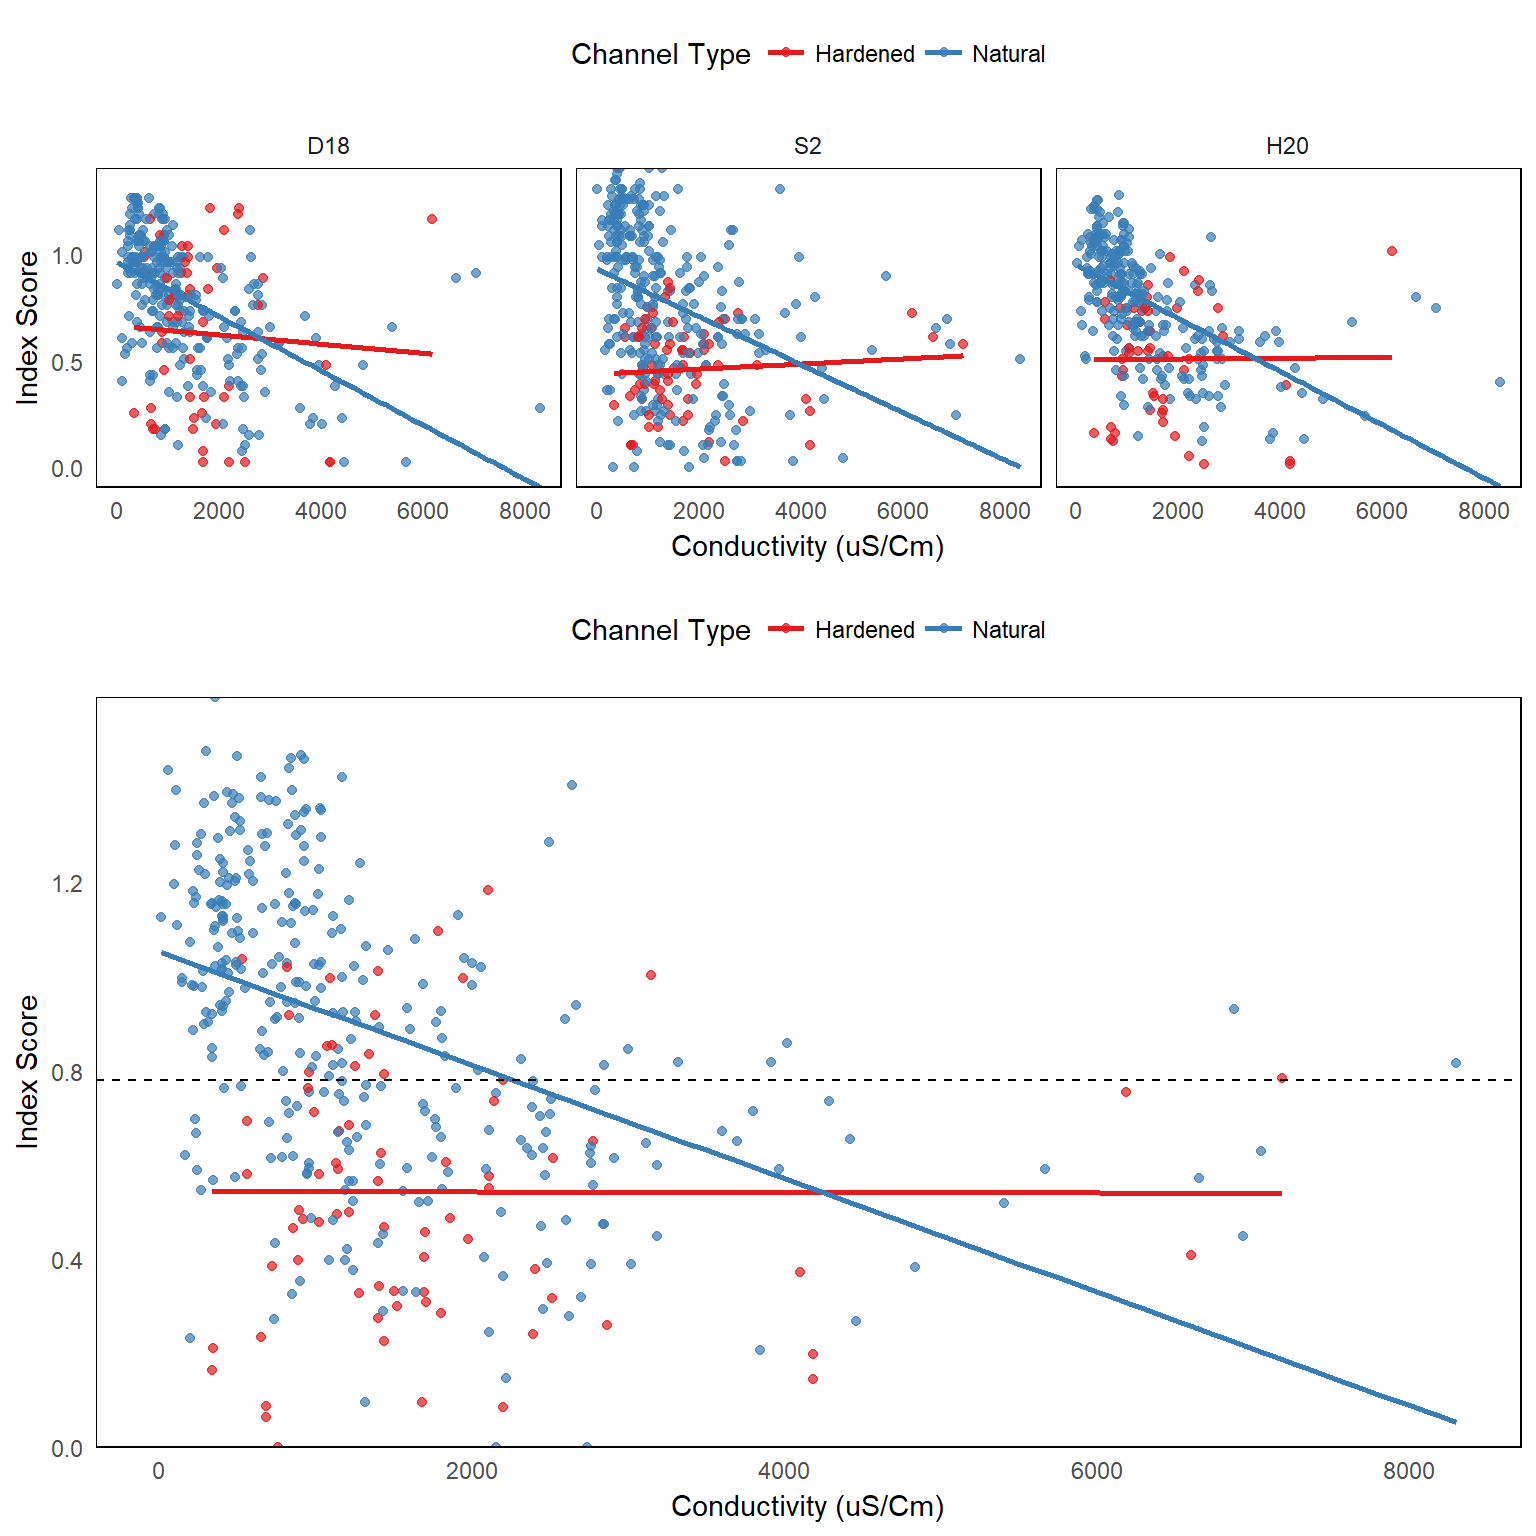 Channel Type Hardened Natural
D18 S2 H20
Index Score
1.0
0.5
0.0
0 2000 4000 6000 8000 0 2000 4000 6000 8000 0 2000 4000 6000 8000
Conductivity (uS/Cm)
Channel Type Hardened Natural
Index Score
1.2
0.8
0.4
0.0
0 2000 4000 6000 8000
Conductivity (uS/Cm)